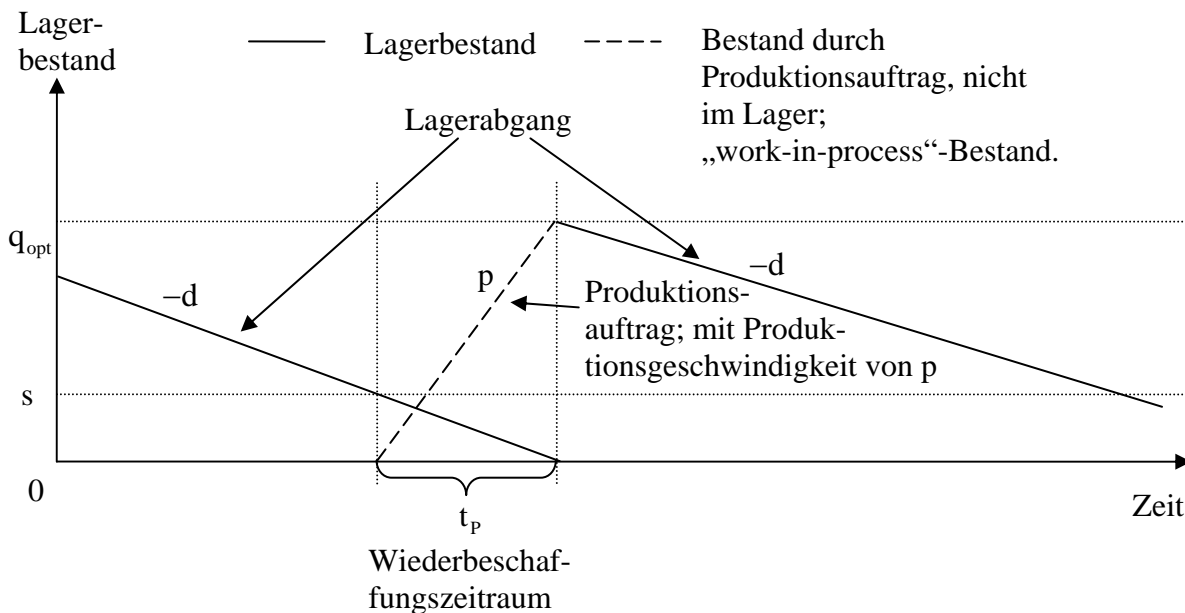 Lager-
bestand
Lagerbestand
Bestand durch
Produktionsauftrag, nicht
im Lager;
„work-in-process“-Bestand.
Lagerabgang
q_opt
−d
p
−d
Produktions-
auftrag; mit Produk-
tionsgeschwindigkeit von p
s
0
Zeit
t_P
Wiederbeschaf-
fungszeitraum